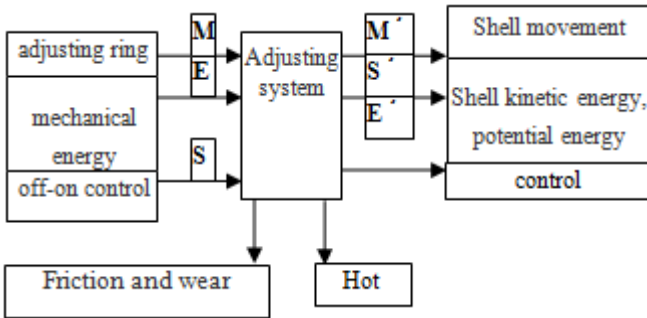 adjusting ring
mechanical
energy
off-on control
M
E
S
Adjusting
system
M ´
S ´
E ´
Shell movement
Shell kinetic energy,
potential energy
control
Friction and wear
Hot